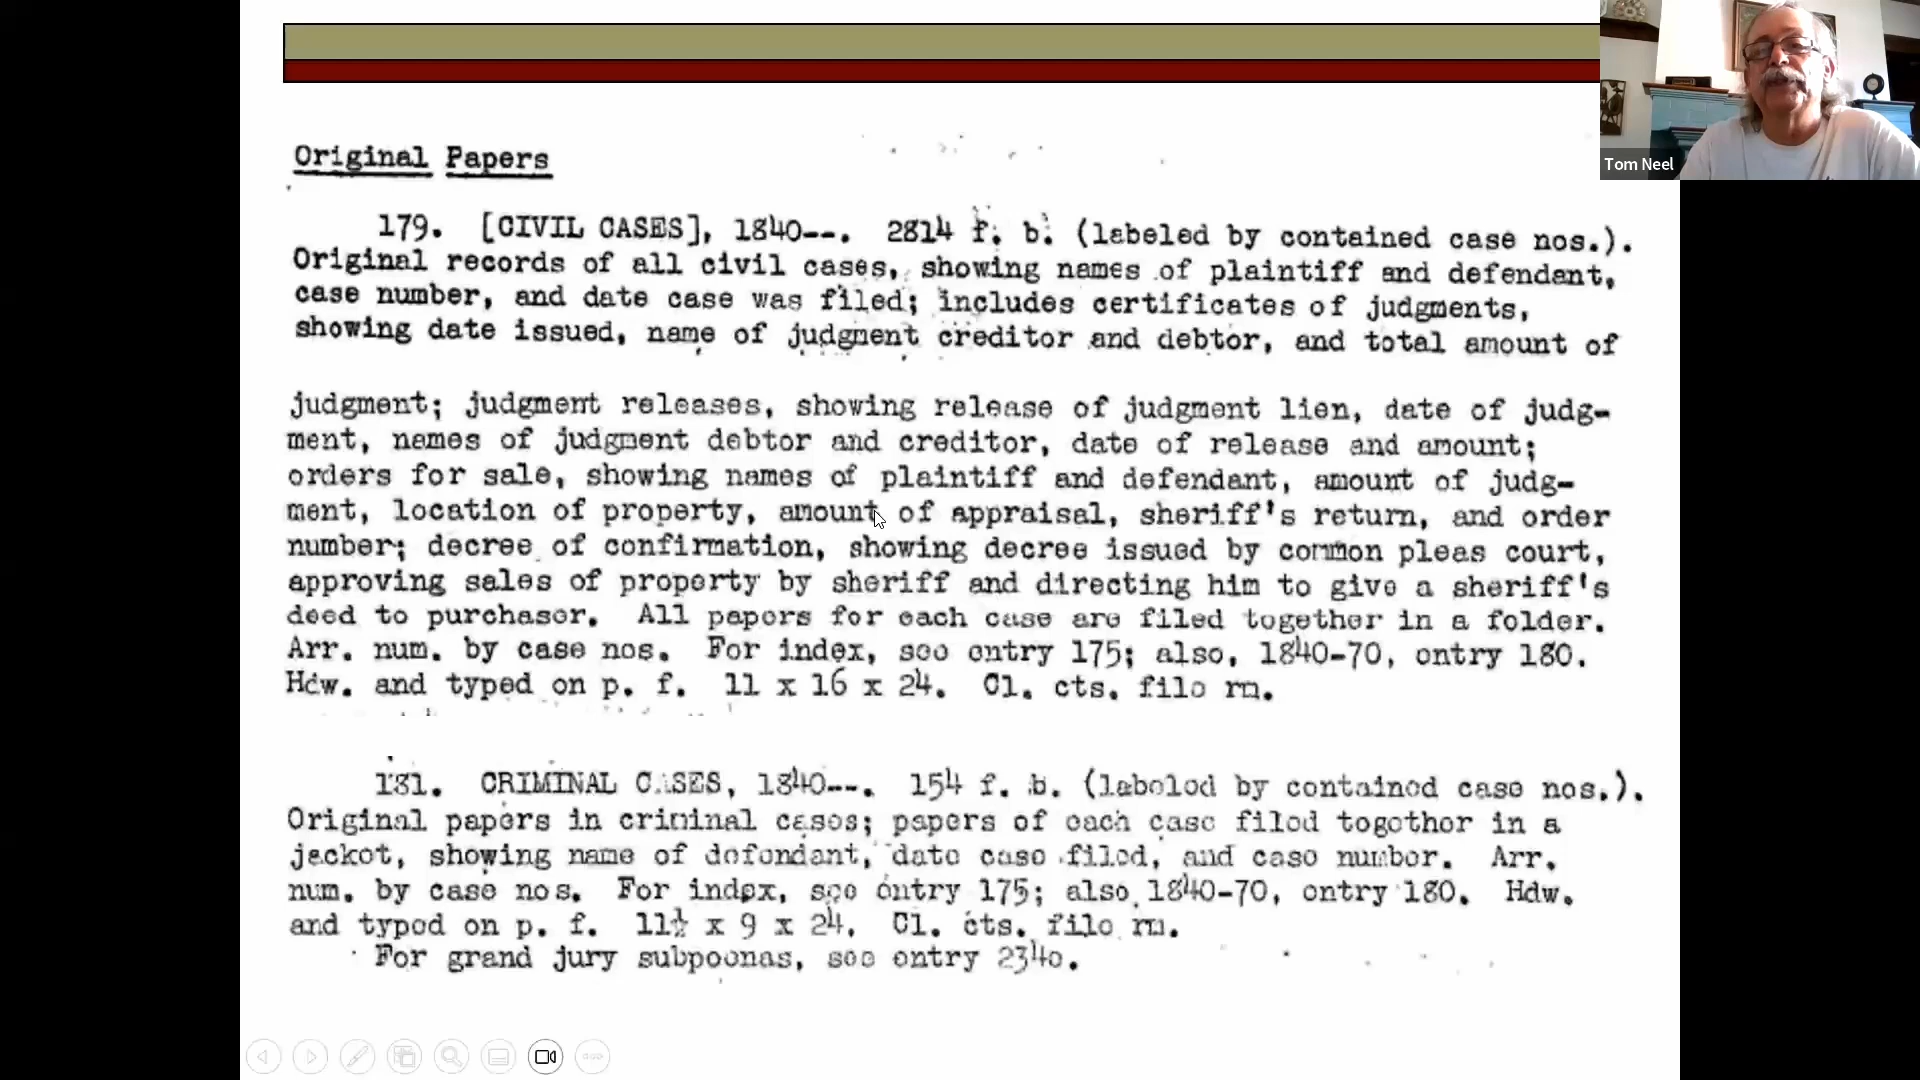 Tom Neel
Original Papers
179. [CIVIL CASES], 1840--. 2814 f. b. (labeled by contained case nos.).
Original records of all civil cases, showing names of plaintiff and defendant,
case number, and date case was filed; includes certificates of judgments,
showing date issued, name of judgment creditor and debtor, and total amount of
judgment; judgment releases, showing release of judgment lien, date of judg-
ment, names of judgment debtor and creditor, date of release and amount;
orders for sale, showing names of plaintiff and defendant, amount of judg-
ment, location of property, amount of appraisal, sheriff's return, and order
number; decree of confirmation, showing decree issued by common pleas court,
approving sales of property by sheriff and directing him to give a sheriff's
deed to purchaser. All papers for each case are filed together in a folder.
Arr. num. by case nos. For index, see entry 175; also, 1840-70, entry 180.
Hdw. and typed on p. f. 11 x 16 x 24. Cl. cts. file rm.
181. CRIMINAL CASES, 1840--. 154 f. b. (labeled by contained case nos.).
Original papers in criminal cases; papers of each case filed together in a
jacket, showing name of defendant, date case filed, and case number. Arr.
num. by case nos. For index, see entry 175; also 1840-70, entry 180. Hdw.
and typed on p. f. 11½ x 9 x 24. Cl. cts. file rm.
For grand jury subpoenas, see entry 234c.